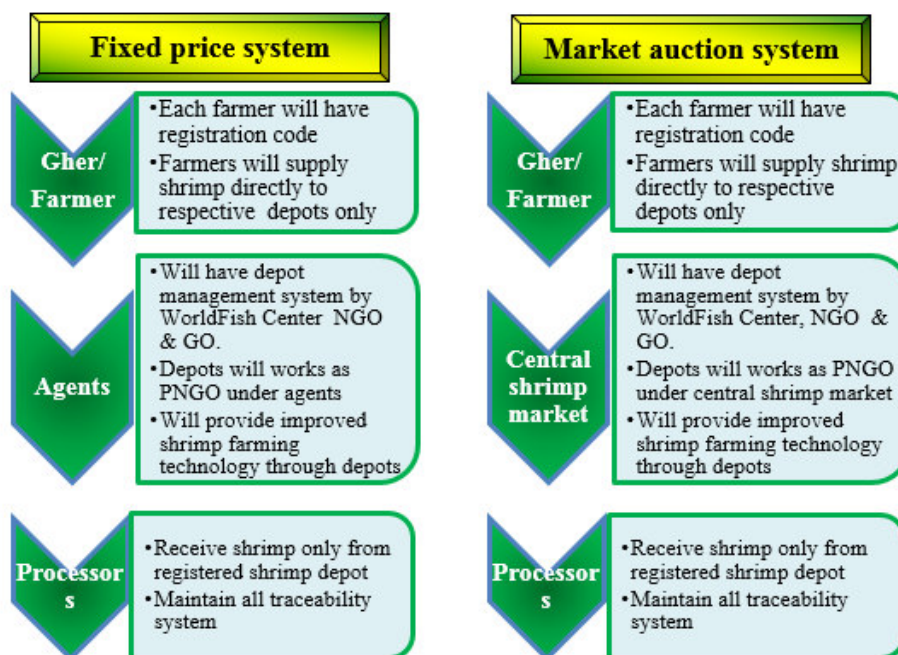 Fixed price system
Gher/
Farmer
•Each farmer will have
registration code
•Farmers will supply
shrimp directly to
respective depots only
Agents
•Will have depot
management system by
WorldFish Center NGO
& GO.
•Depots will works as
PNGO under agents
•Will provide improved
shrimp farming
technology through depots
Processor
s
•Receive shrimp only from
registered shrimp depot
•Maintain all traceability
system
Market auction system
Gher/
Farmer
•Each farmer will have
registration code
•Farmers will supply shrimp
directly to respective
depots only
Central
shrimp
market
•Will have depot
management system by
WorldFish Center, NGO &
GO.
•Depots will works as PNGO
under central shrimp market
•Will provide improved
shrimp farming technology
through depots
Processor
s
•Receive shrimp only from
registered shrimp depot
•Maintain all traceability
system